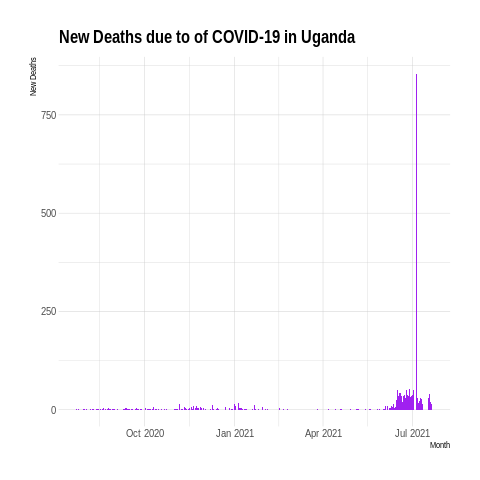 New Deaths due to of COVID-19 in Uganda
New Deaths
750
500
250
0
Oct 2020
Jan 2021
Apr 2021
Jul 2021
Month